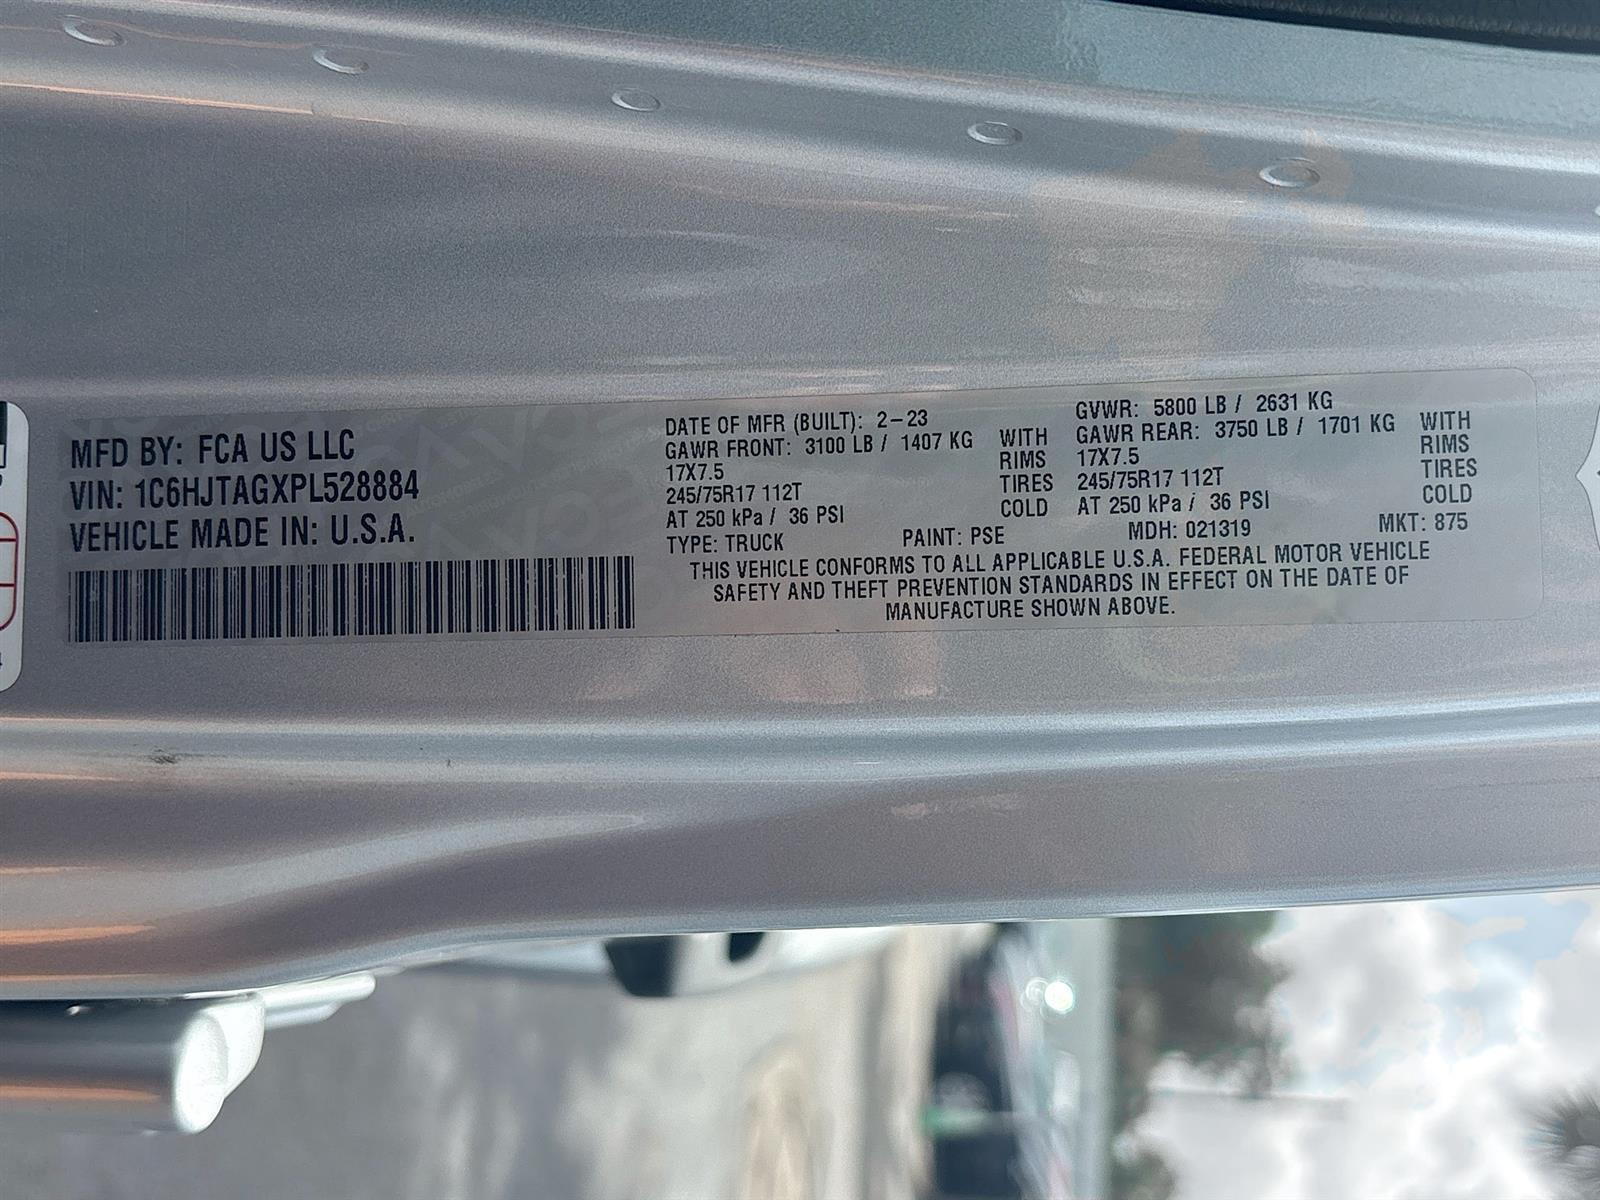 MFD BY: FCA US LLC
VIN: 1C6HJTAGXPL528884
VEHICLE MADE IN: U.S.A.
DATE OF MFR (BUILT): 2-23
GAWR FRONT: 3100 LB / 1407 KG WITH
17X7.5 RIMS
245/75R17 112T TIRES
AT 250 kPa / 36 PSI COLD
GVWR: 5800 LB / 2631 KG
GAWR REAR: 3750 LB / 1701 KG WITH
17X7.5 RIMS
245/75R17 112T TIRES
AT 250 kPa / 36 PSI COLD
TYPE: TRUCK PAINT: PSE MDH: 021319 MKT: 875
THIS VEHICLE CONFORMS TO ALL APPLICABLE U.S.A. FEDERAL MOTOR VEHICLE
SAFETY AND THEFT PREVENTION STANDARDS IN EFFECT ON THE DATE OF
MANUFACTURE SHOWN ABOVE.